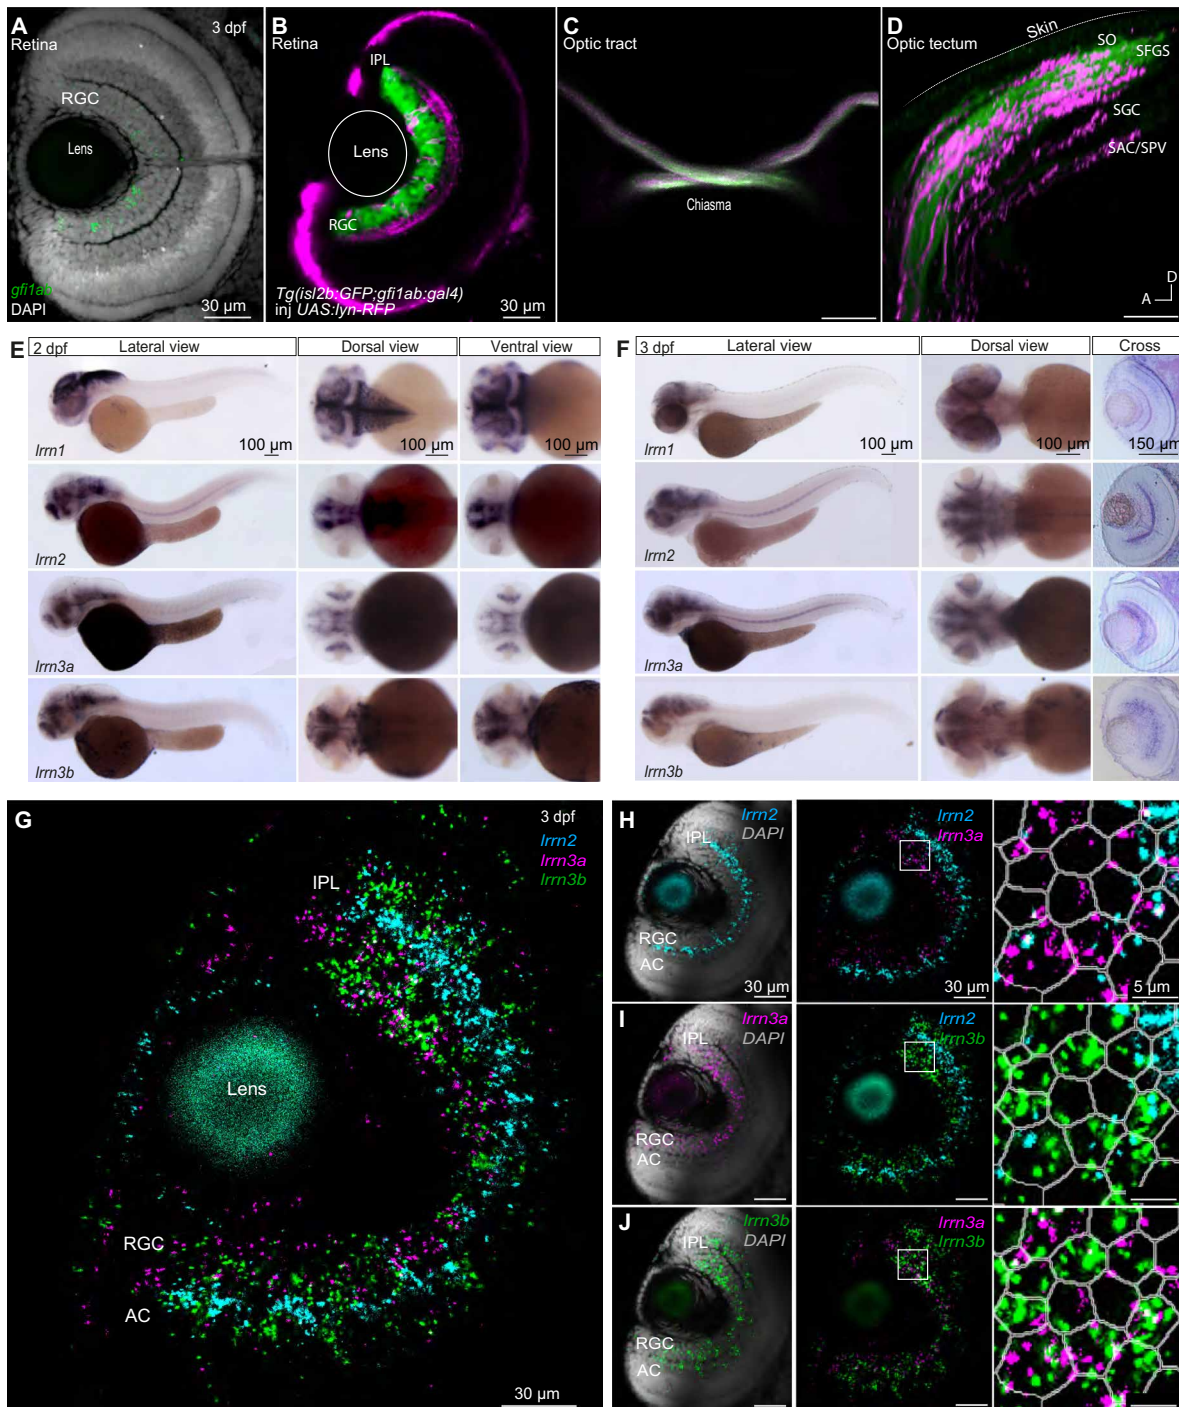 A
3 dpf
Retina
RGC
Lens
gfi1ab
DAPI
30 µm
B
Retina
IPL
Lens
RGC
Tg(isl2b:GFP;gfi1ab:gal4)
inj UAS:lyn-RFP
30 µm
C
Optic tract
Chiasma
D
Optic tectum
Skin
SO
SFGS
SGC
SAC/SPV
D
A
E
2 dpf
Lateral view
Dorsal view
Ventral view
lrrn1
100 µm
100 µm
100 µm
lrrn2
lrrn3a
lrrn3b
F
3 dpf
Lateral view
Dorsal view
Cross
lrrn1
100 µm
100 µm
150 µm
lrrn2
lrrn3a
lrrn3b
G
3 dpf
lrrn2
lrrn3a
lrrn3b
IPL
Lens
RGC
AC
30 µm
H
lrrn2
DAPI
IPL
RGC
AC
30 µm
lrrn2
lrrn3a
30 µm
5 µm
I
lrrn3a
DAPI
IPL
RGC
AC
lrrn2
lrrn3b
J
lrrn3b
DAPI
IPL
RGC
AC
lrrn3a
lrrn3b